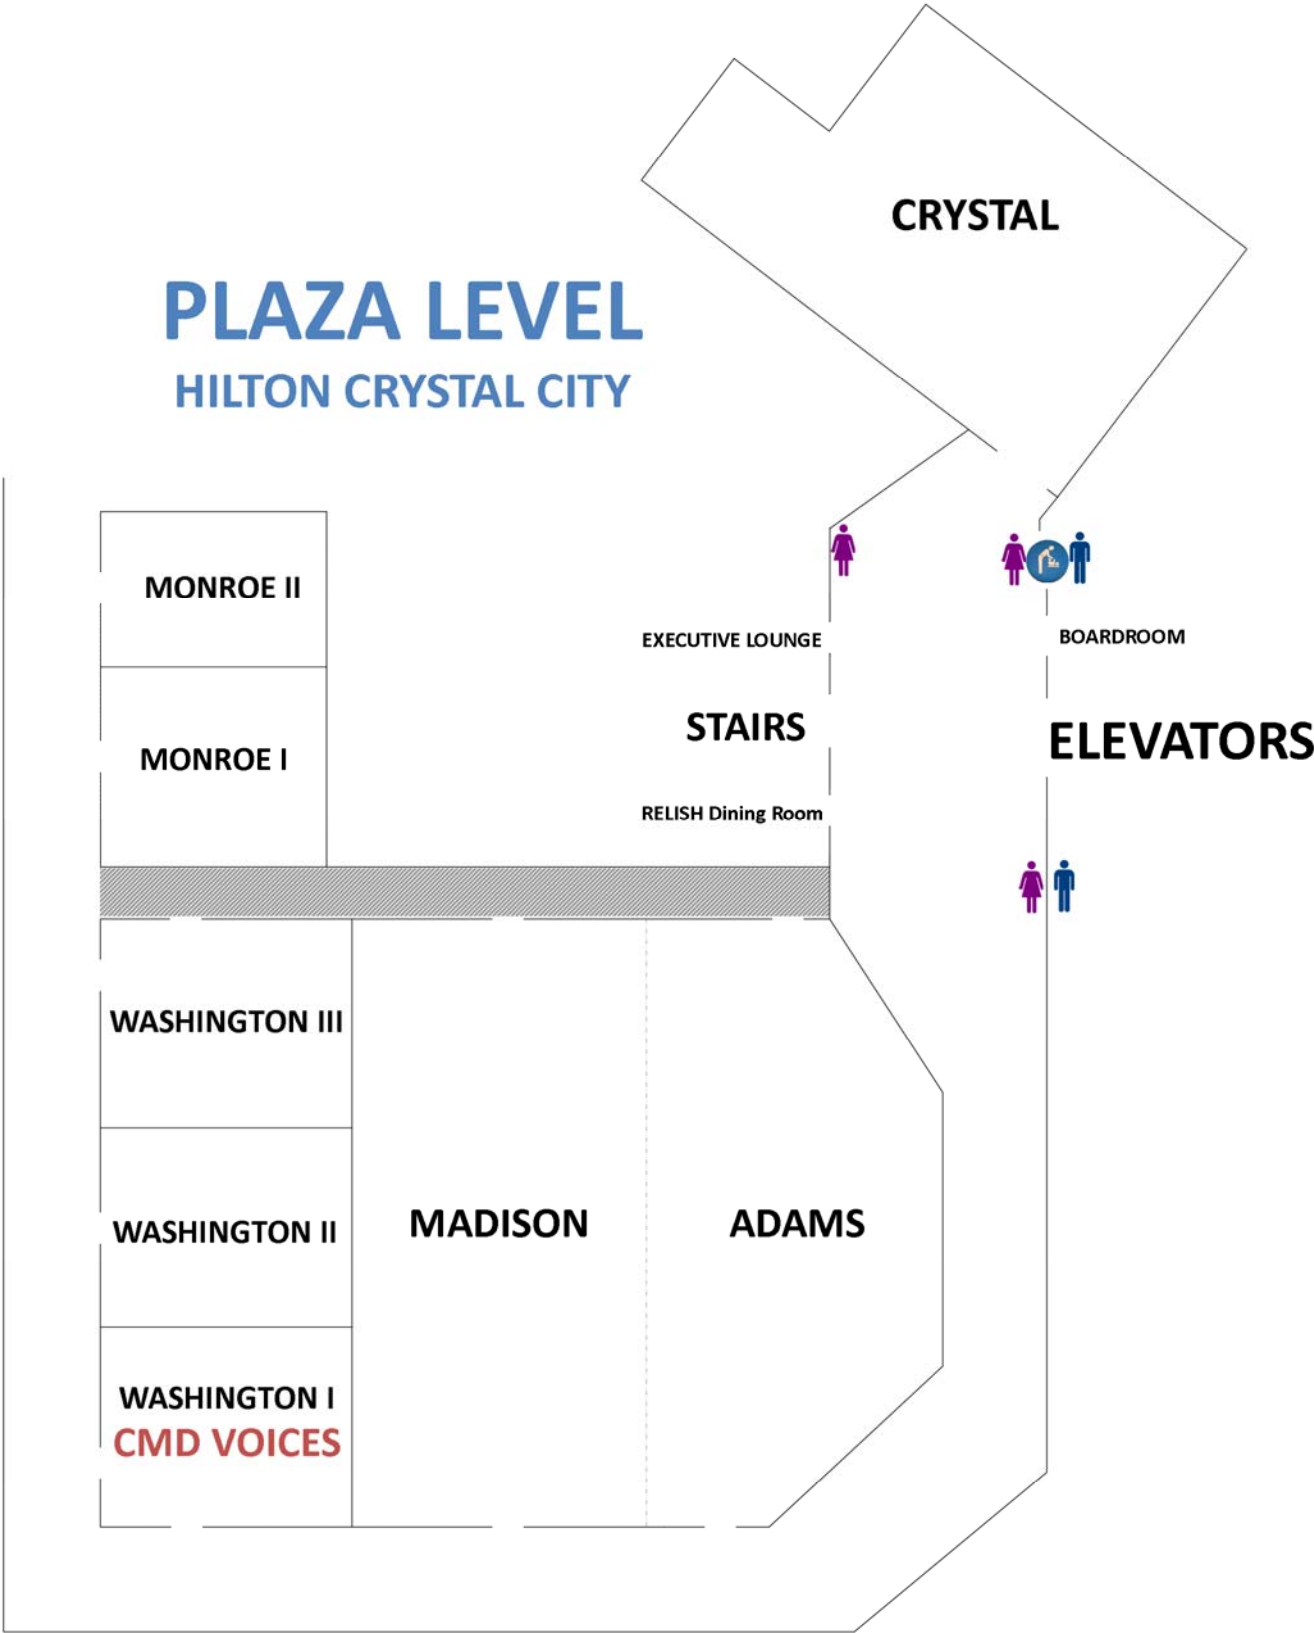 CRYSTAL
PLAZA LEVEL
HILTON CRYSTAL CITY
MONROE II
EXECUTIVE LOUNGE
BOARDROOM
STAIRS
ELEVATORS
MONROE I
RELISH Dining Room
WASHINGTON III
WASHINGTON II
MADISON
ADAMS
WASHINGTON I
CMD VOICES